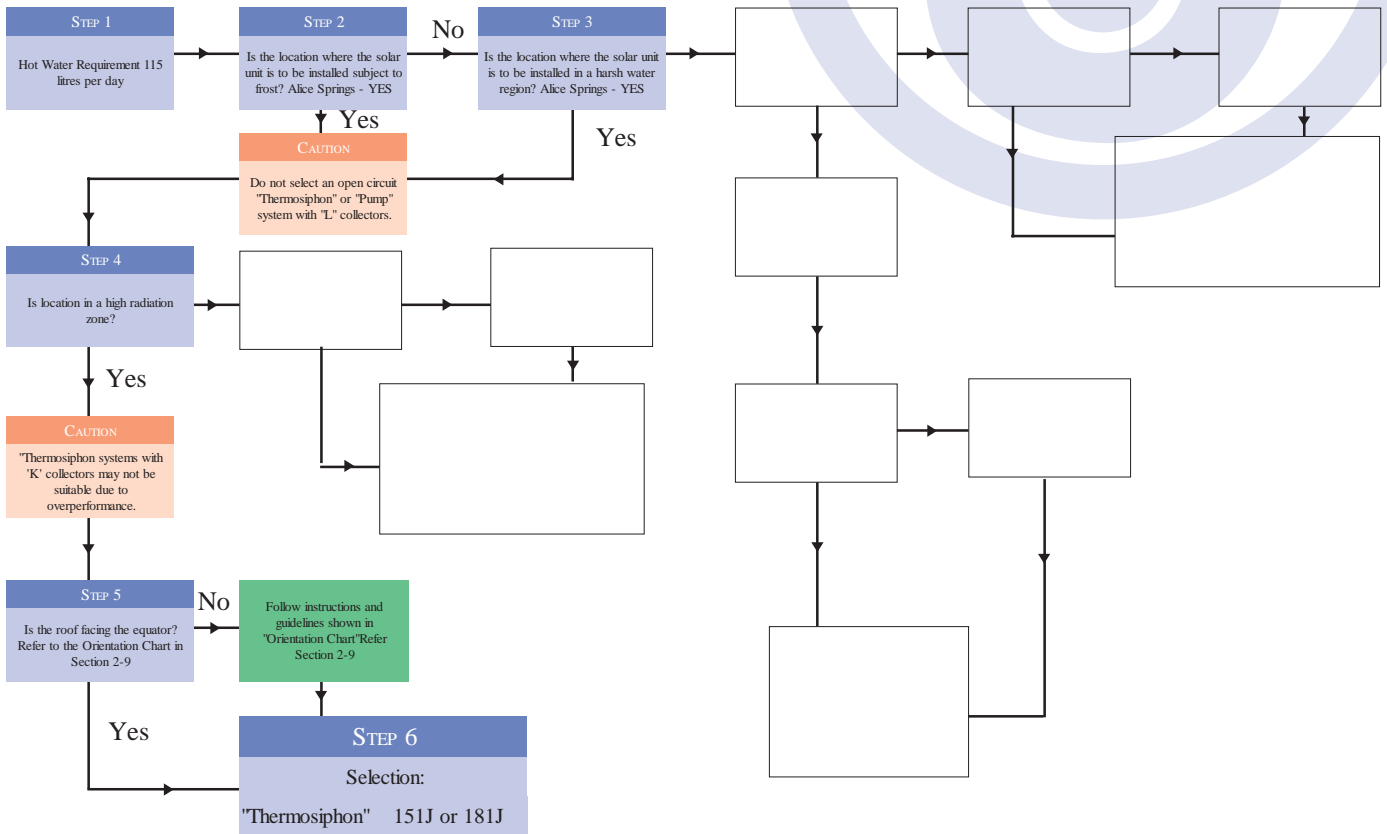 STEP 1
Hot Water Requirement 115
litres per day
STEP 2
Is the location where the solar
unit is to be installed subject to
frost? Alice Springs - YES
No
STEP 3
Is the location where the solar unit
is to be installed in a harsh water
region? Alice Springs - YES
Yes
Yes
CAUTION
Do not select an open circuit
"Thermosiphon" or "Pump"
system with "L" collectors.
STEP 4
Is location in a high radiation
zone?
Yes
CAUTION
"Thermosiphon systems with
'K' collectors may not be
suitable due to
overperformance.
STEP 5
Is the roof facing the equator?
Refer to the Orientation Chart in
Section 2-9
No
Follow instructions and
guidelines shown in
"Orientation Chart"Refer
Section 2-9
Yes
STEP 6
Selection:
"Thermosiphon" 151J or 181J